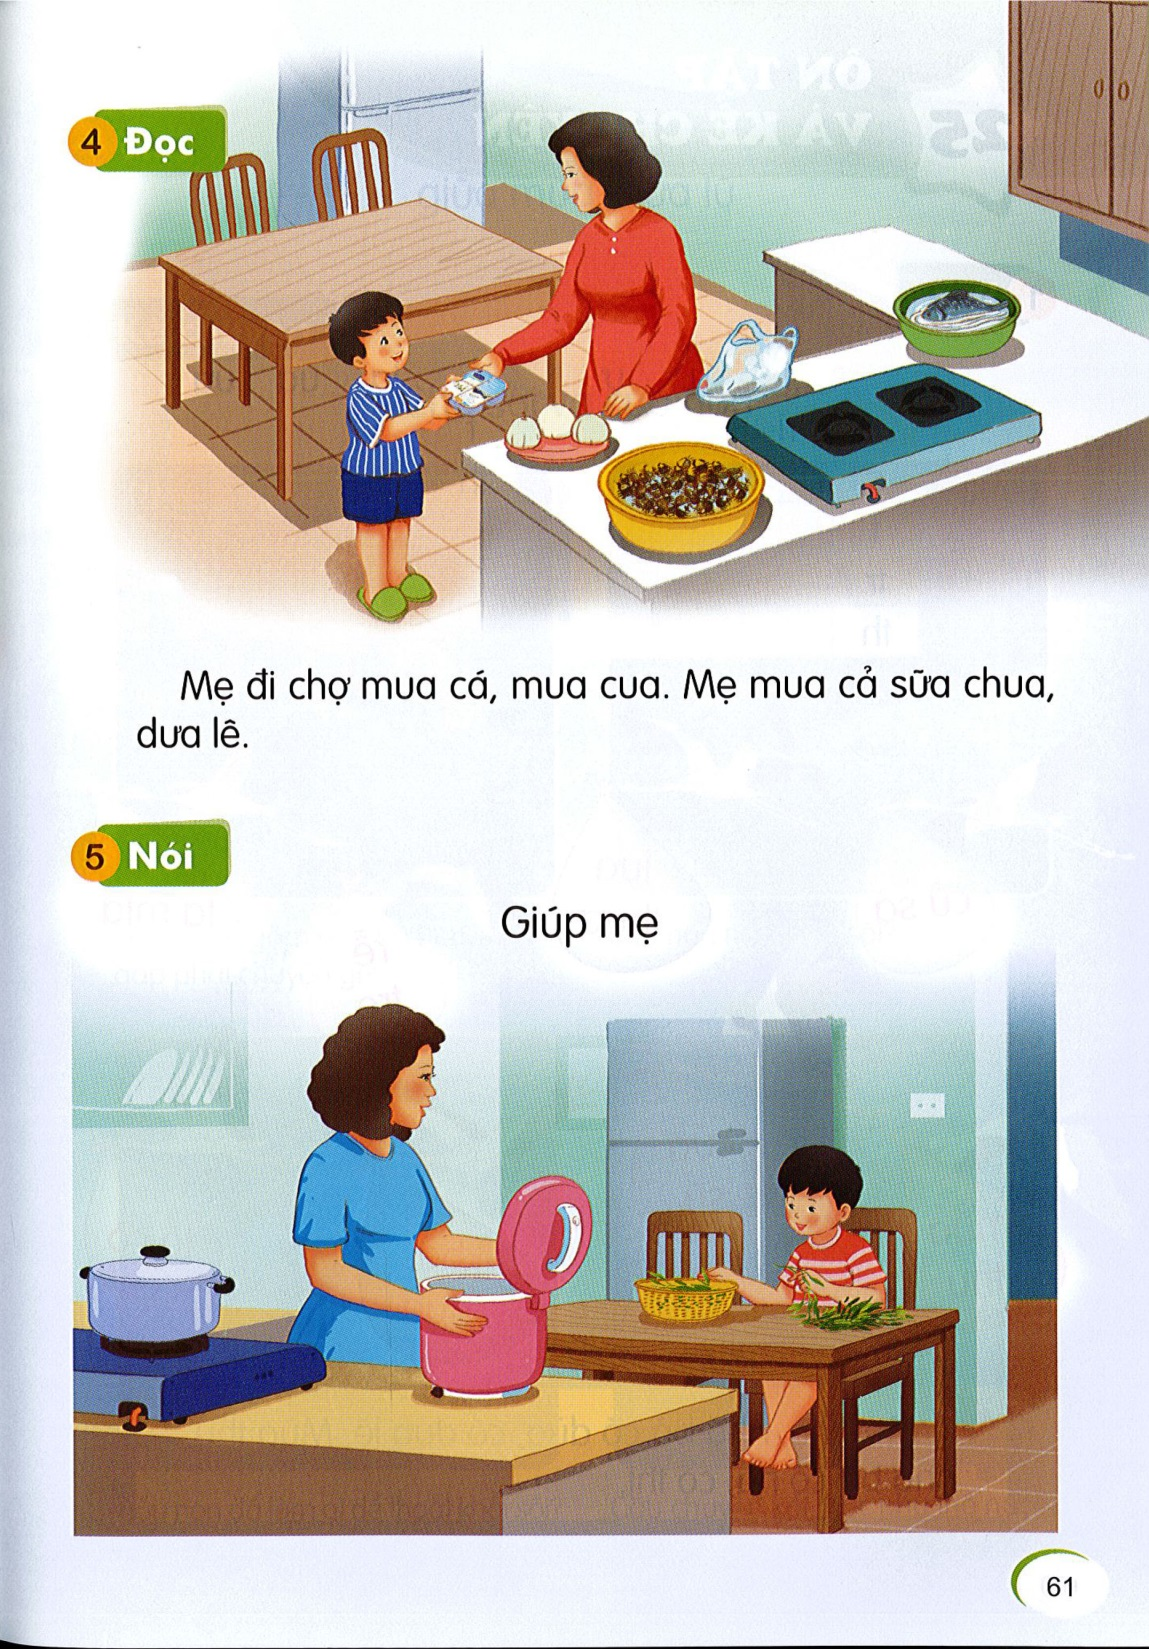 4 Đọc
Mẹ đi chợ mua cá, mua cua. Mẹ mua cả sữa chua,
dưa lê.
5 Nói
Giúp mẹ
61